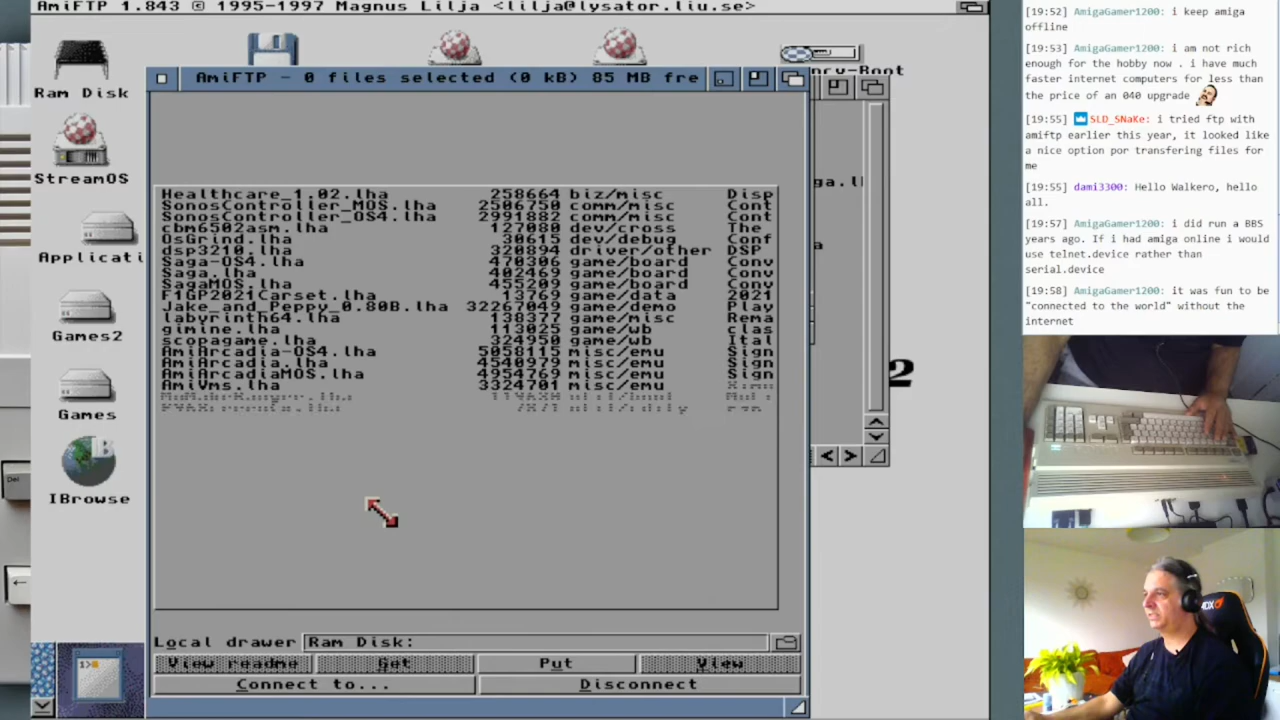 AmiFTP 1.843 © 1995-1997 Magnus Lilja <lilja@lysator.liu.se>
Ram Disk
StreamOS
Applicati
Games2
Games
IBrowse
AmiFTP - 0 files selected (0 kB) 85 MB fre
Healthcare_1.02.lha 258664 biz/misc Disp
SonosController_MOS.lha 2506750 comm/misc Cont
SonosController_OS4.lha 2991882 comm/misc Cont
cbm6502asm.lha 127080 dev/cross The
OsGrind.lha 30615 dev/debug Conf
dsp3210.lha 320894 driver/other DSP
Saga-OS4.lha 470306 game/board Conv
Saga.lha 402469 game/board Conv
SagaMOS.lha 455209 game/board Conv
F1GP2021Carset.lha 13769 game/data 2021
Jake_and_Peppy_0.80B.lha 32267049 game/demo Play
labyrinth64.lha 138377 game/misc Rema
gimine.lha 113025 game/wb clas
scopagame.lha 324950 game/wb Ital
AmiArcadia-OS4.lha 5058115 misc/emu Sign
AmiArcadia.lha 4540979 misc/emu Sign
AmiArcadiaMOS.lha 4954769 misc/emu Sign
AmiVms.lha 3324701 misc/emu
Local drawer Ram Disk:
View readme Get Put View
Connect to... Disconnect
-Root
ga.l
a
2
Del
1>
[19:52] AmigaGamer1200: i keep amiga
offline
[19:53] AmigaGamer1200: i am not rich
enough for the hobby now . i have much
faster internet computers for less than
the price of an 040 upgrade
[19:55] SLD_SNaKe: i tried ftp with
amiftp earlier this year, it looked like
a nice option por transfering files for
me
[19:55] dami3300: Hello Walkero, hello
all.
[19:57] AmigaGamer1200: i did run a BBS
years ago. If i had amiga online i would
use telnet.device rather than
serial.device
[19:58] AmigaGamer1200: it was fun to be
"connected to the world" without the
internet